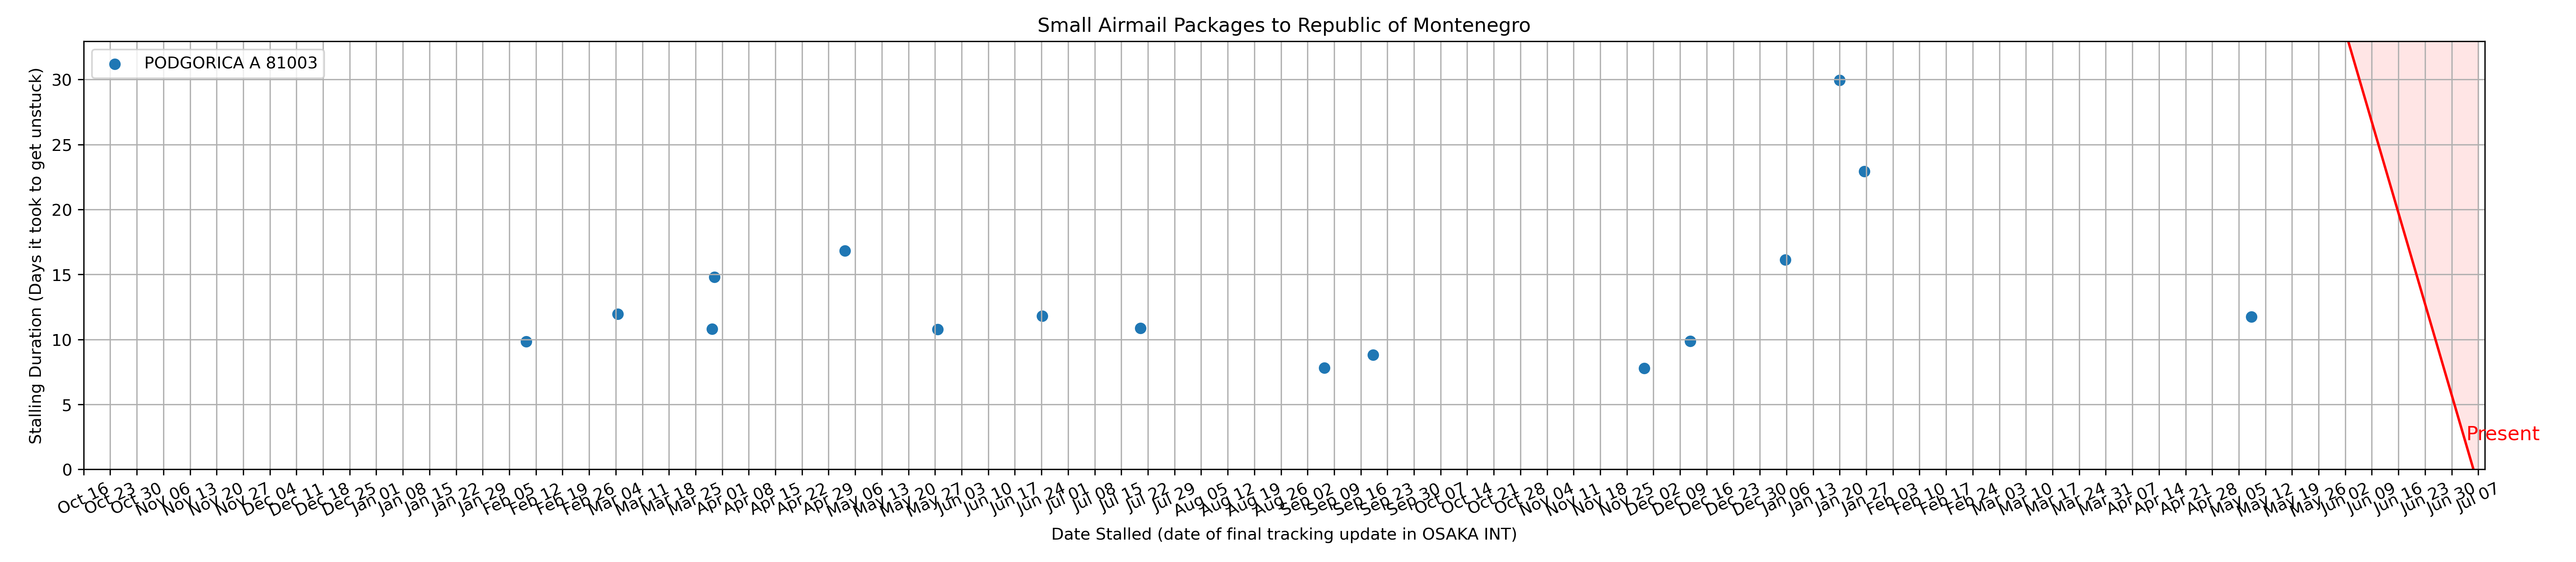 Small Airmail Packages to Republic of Montenegro
PODGORICA A 81003
Stalling Duration (Days it took to get unstuck)
30
25
20
15
10
5
0
Present
Oct 16 Oct 23 Oct 30 Nov 06 Nov 13 Nov 20 Nov 27 Dec 04 Dec 11 Dec 18 Dec 25 Jan 01 Jan 08 Jan 15 Jan 22 Jan 29 Feb 05 Feb 12 Feb 19 Feb 26 Mar 04 Mar 11 Mar 18 Mar 25 Apr 01 Apr 08 Apr 15 Apr 22 Apr 29 May 06 May 13 May 20 May 27 Jun 03 Jun 10 Jun 17 Jun 24 Jul 01 Jul 08 Jul 15 Jul 22 Jul 29 Aug 05 Aug 12 Aug 19 Aug 26 Sep 02 Sep 09 Sep 16 Sep 23 Sep 30 Oct 07 Oct 14 Oct 21 Oct 28 Nov 04 Nov 11 Nov 18 Nov 25 Dec 02 Dec 09 Dec 16 Dec 23 Dec 30 Jan 06 Jan 13 Jan 20 Jan 27 Feb 03 Feb 10 Feb 17 Feb 24 Mar 03 Mar 10 Mar 17 Mar 24 Mar 31 Apr 07 Apr 14 Apr 21 Apr 28 May 05 May 12 May 19 May 26 Jun 02 Jun 09 Jun 16 Jun 23 Jun 30 Jul 07
Date Stalled (date of final tracking update in OSAKA INT)